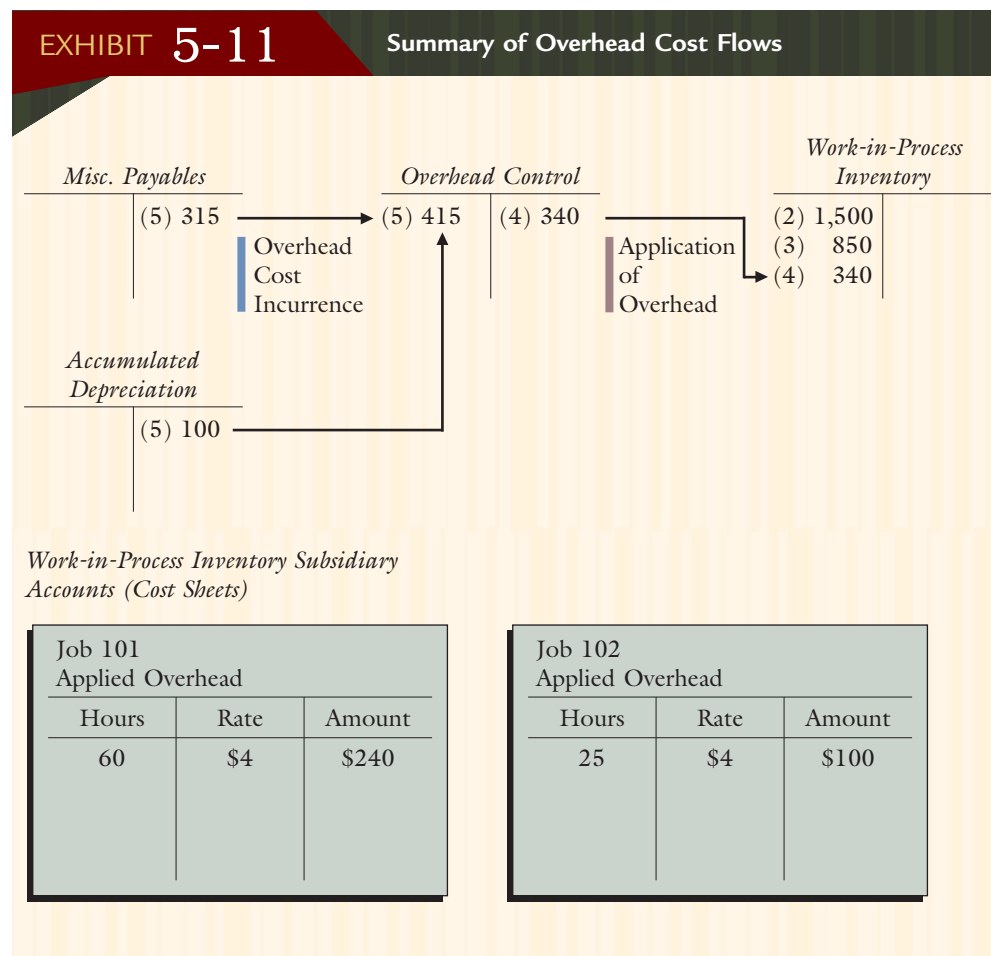 EXHIBIT 5-11 Summary of Overhead Cost Flows
Work-in-Process
Misc. Payables Overhead Control Inventory
(5) 315 (5) 415 (4) 340 (2) 1,500
Overhead Application (3) 850
Cost of (4) 340
Incurrence Overhead
Accumulated
Depreciation
(5) 100
Work-in-Process Inventory Subsidiary
Accounts (Cost Sheets)
Job 101
Applied Overhead
Hours Rate Amount
60 $4 $240
Job 102
Applied Overhead
Hours Rate Amount
25 $4 $100